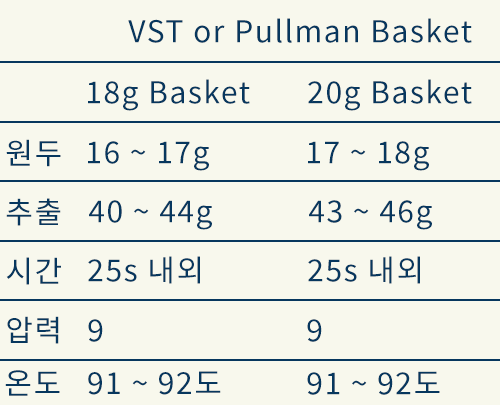 VST or Pullman Basket
18g Basket 20g Basket
원두 16 ~ 17g 17 ~ 18g
추출 40 ~ 44g 43 ~ 46g
시간 25s 내외 25s 내외
압력 9 9
온도 91 ~ 92도 91 ~ 92도